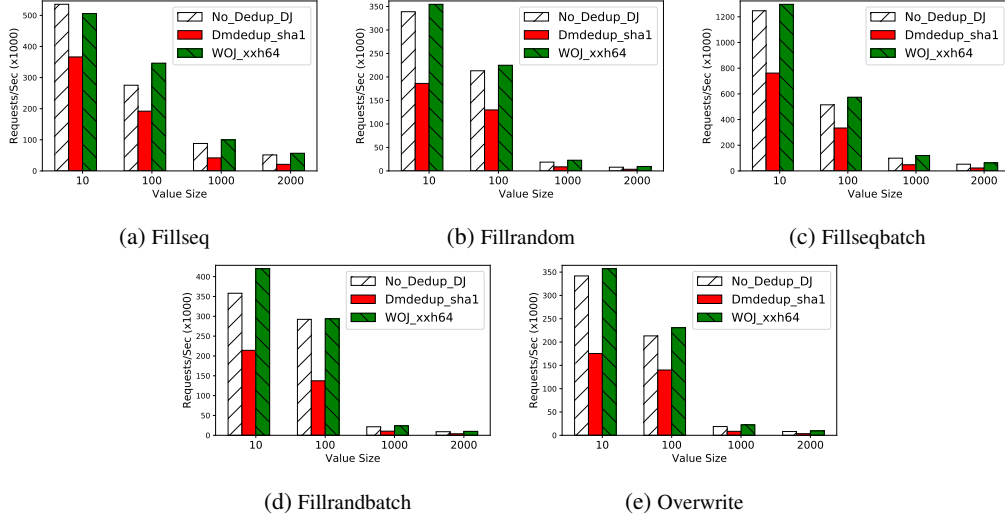 500
400
300
200
100
0
Requests/Sec (x1000)
No_Dedup_DJ
Dmdedup_sha1
WOJ_xxh64
10 100 1000 2000
Value Size
(a) Fillseq
350
300
250
200
150
100
50
0
Requests/Sec (x1000)
No_Dedup_DJ
Dmdedup_sha1
WOJ_xxh64
10 100 1000 2000
Value Size
(b) Fillrandom
1200
1000
800
600
400
200
0
Requests/Sec (x1000)
No_Dedup_DJ
Dmdedup_sha1
WOJ_xxh64
10 100 1000 2000
Value Size
(c) Fillseqbatch
400
350
300
250
200
150
100
50
0
Requests/Sec (x1000)
No_Dedup_DJ
Dmdedup_sha1
WOJ_xxh64
10 100 1000 2000
Value Size
(d) Fillrandbatch
350
300
250
200
150
100
50
0
Requests/Sec (x1000)
No_Dedup_DJ
Dmdedup_sha1
WOJ_xxh64
10 100 1000 2000
Value Size
(e) Overwrite